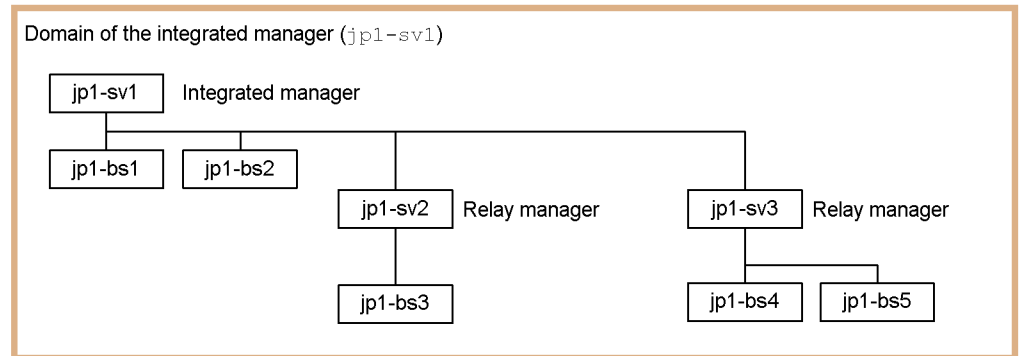 Domain of the integrated manager (jp1-sv1)
jp1-sv1 Integrated manager
jp1-bs1 jp1-bs2
jp1-sv2 Relay manager jp1-sv3 Relay manager
jp1-bs3 jp1-bs4 jp1-bs5